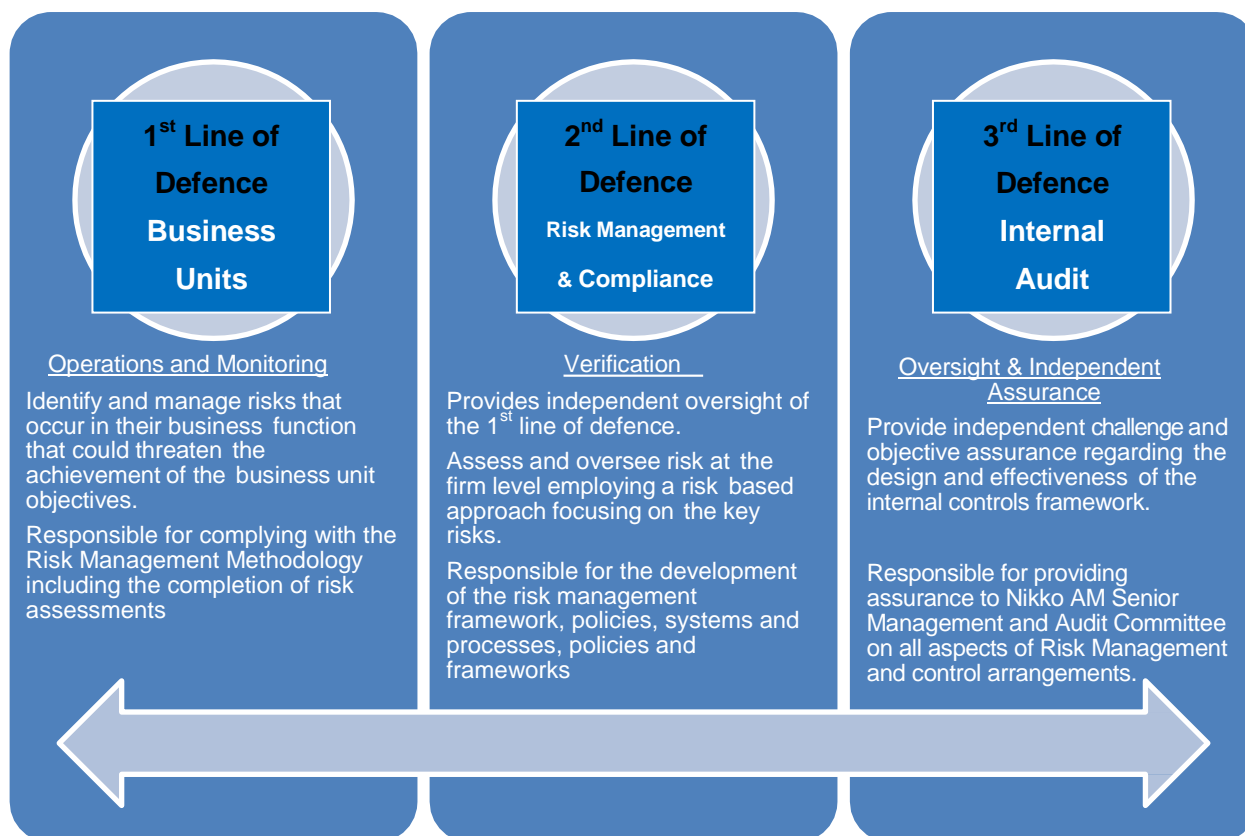 1st Line of
Defence
Business
Units
Operations and Monitoring
Identify and manage risks that
occur in their business function
that could threaten the
achievement of the business unit
objectives.
Responsible for complying with the
Risk Management Methodology
including the completion of risk
assessments
2nd Line of
Defence
Risk Management
& Compliance
Verification
Provides independent oversight of
the 1st line of defence.
Assess and oversee risk at the
firm level employing a risk based
approach focusing on the key
risks.
Responsible for the development
of the risk management
framework, policies, systems and
processes, policies and
frameworks
3rd Line of
Defence
Internal
Audit
Oversight & Independent
Assurance
Provide independent challenge and
objective assurance regarding the
design and effectiveness of the
internal controls framework.
Responsible for providing
assurance to Nikko AM Senior
Management and Audit Committee
on all aspects of Risk Management
and control arrangements.